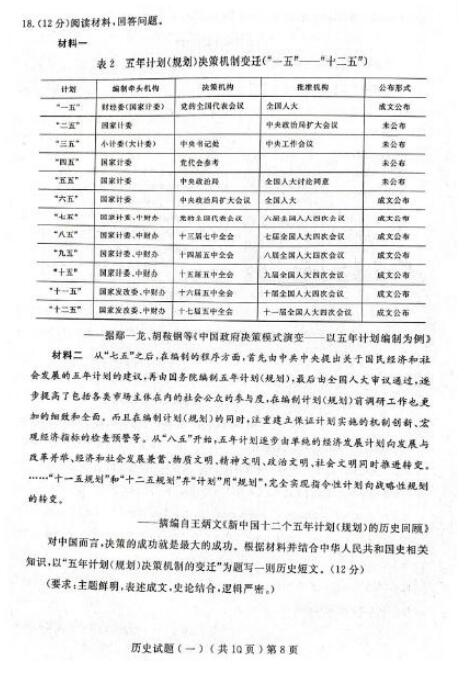 18.(12分)阅读材料,回答问题。
材料一
表2 五年计划(规划)决策机制变迁(“一五”——“十二五”)
计划 编制牵头机构 决策机构 批准机构 公布形式
“一五” 财经委(国家计委) 党的全国代表会议 全国人大 成文公布
“二五” 国家计委 中央政治局扩大会议 未公布
“三五” 小计委(大计委) 中央书记处 中央工作会议 未公布
“四五” 国家计委 党代会参考 未公布
“五五” 国家计委 中央政治局 全国人大讨论同意 未公布
“六五” 国家计委 中央政治局扩大会议 全国人大 成文公布
“七五” 国家计委、中财办 党的全国代表会议 六届全国人大四次会议 成文公布
“八五” 国家计委、中财办 十三届七中全会 七届全国人大四次会议 成文公布
“九五” 国家计委、中财办 十四届五中全会 八届全国人大四次会议 成文公布
“十五” 国家计委、中财办 十五届五中全会 九届全国人大四次会议 成文公布
“十一五” 国家发改委、中财办 十六届五中全会 十届全国人大四次会议 成文公布
“十二五” 国家发改委、中财办 十七届五中全会 十一届全国人大四次会议 成文公布
——据鄢一龙、胡鞍钢等《中国政府决策模式演变——以五年计划编制为例》
材料二 从“七五”之后,在编制的程序方面,首先由中共中央提出关于国民经济和社
会发展的五年计划的建议,再由国务院编制五年计划(规划),最后由全国人大审议通过,逐
步提高了包括各类市场主体在内的社会公众的参与度,在编制计划(规划)前调研工作也更
加的细致和全面。而且在编制计划(规划)的同时,注重建立保证计划实施的机制创新、宏
观经济指标的检查预警等。从“八五”开始,五年计划逐步由单纯的经济发展计划向发展与
改革并举、经济和社会发展兼蓄、物质文明、精神文明、政治文明、社会文明同时推进转变。
……“十一五规划”和“十二五规划”弃“计划”用“规划”,完全实现指令性计划向战略性规划
的转变。
——摘编自王炳文《新中国十二个五年计划(规划)的历史回顾》
对中国而言,决策的成功就是最大的成功。根据材料并结合中华人民共和国史相关
知识,以“五年计划(规划)决策机制的变迁”为题写一则历史短文。(12分)
(要求:主题鲜明,表述成文,史论结合,逻辑严密。)
历史试题(一)(共10页)第8页